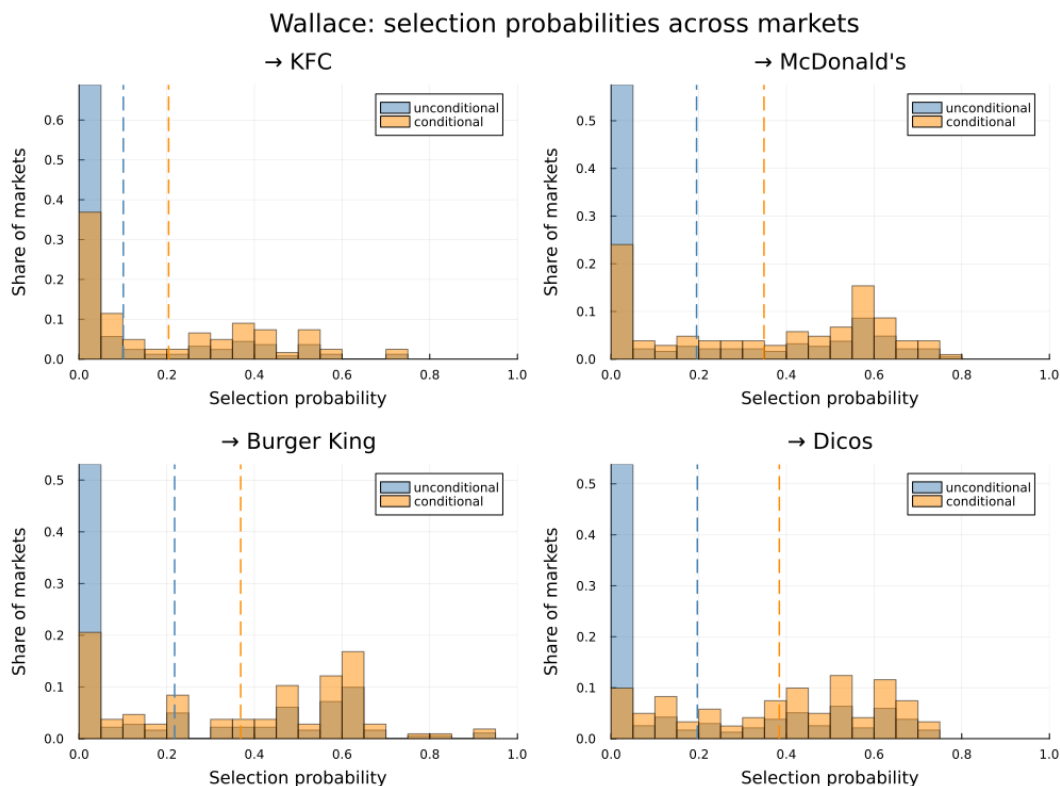 Wallace: selection probabilities across markets
→ KFC
Share of markets
0.6
0.5
0.4
0.3
0.2
0.1
0.0
unconditional
conditional
0.0 0.2 0.4 0.6 0.8 1.0
Selection probability
→ McDonald's
Share of markets
0.5
0.4
0.3
0.2
0.1
0.0
unconditional
conditional
0.0 0.2 0.4 0.6 0.8 1.0
Selection probability
→ Burger King
Share of markets
0.5
0.4
0.3
0.2
0.1
0.0
unconditional
conditional
0.0 0.2 0.4 0.6 0.8 1.0
Selection probability
→ Dicos
Share of markets
0.5
0.4
0.3
0.2
0.1
0.0
unconditional
conditional
0.0 0.2 0.4 0.6 0.8 1.0
Selection probability